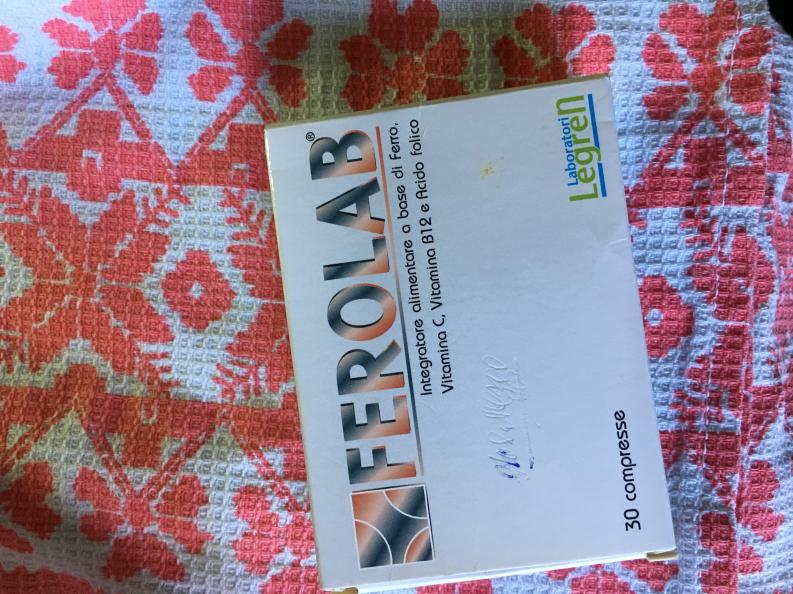 FEROLAB®
Integratore alimentare a base di Ferro,
Vitamina C, Vitamina B12 e Acido folico
30 compresse
Laboratori
Legren